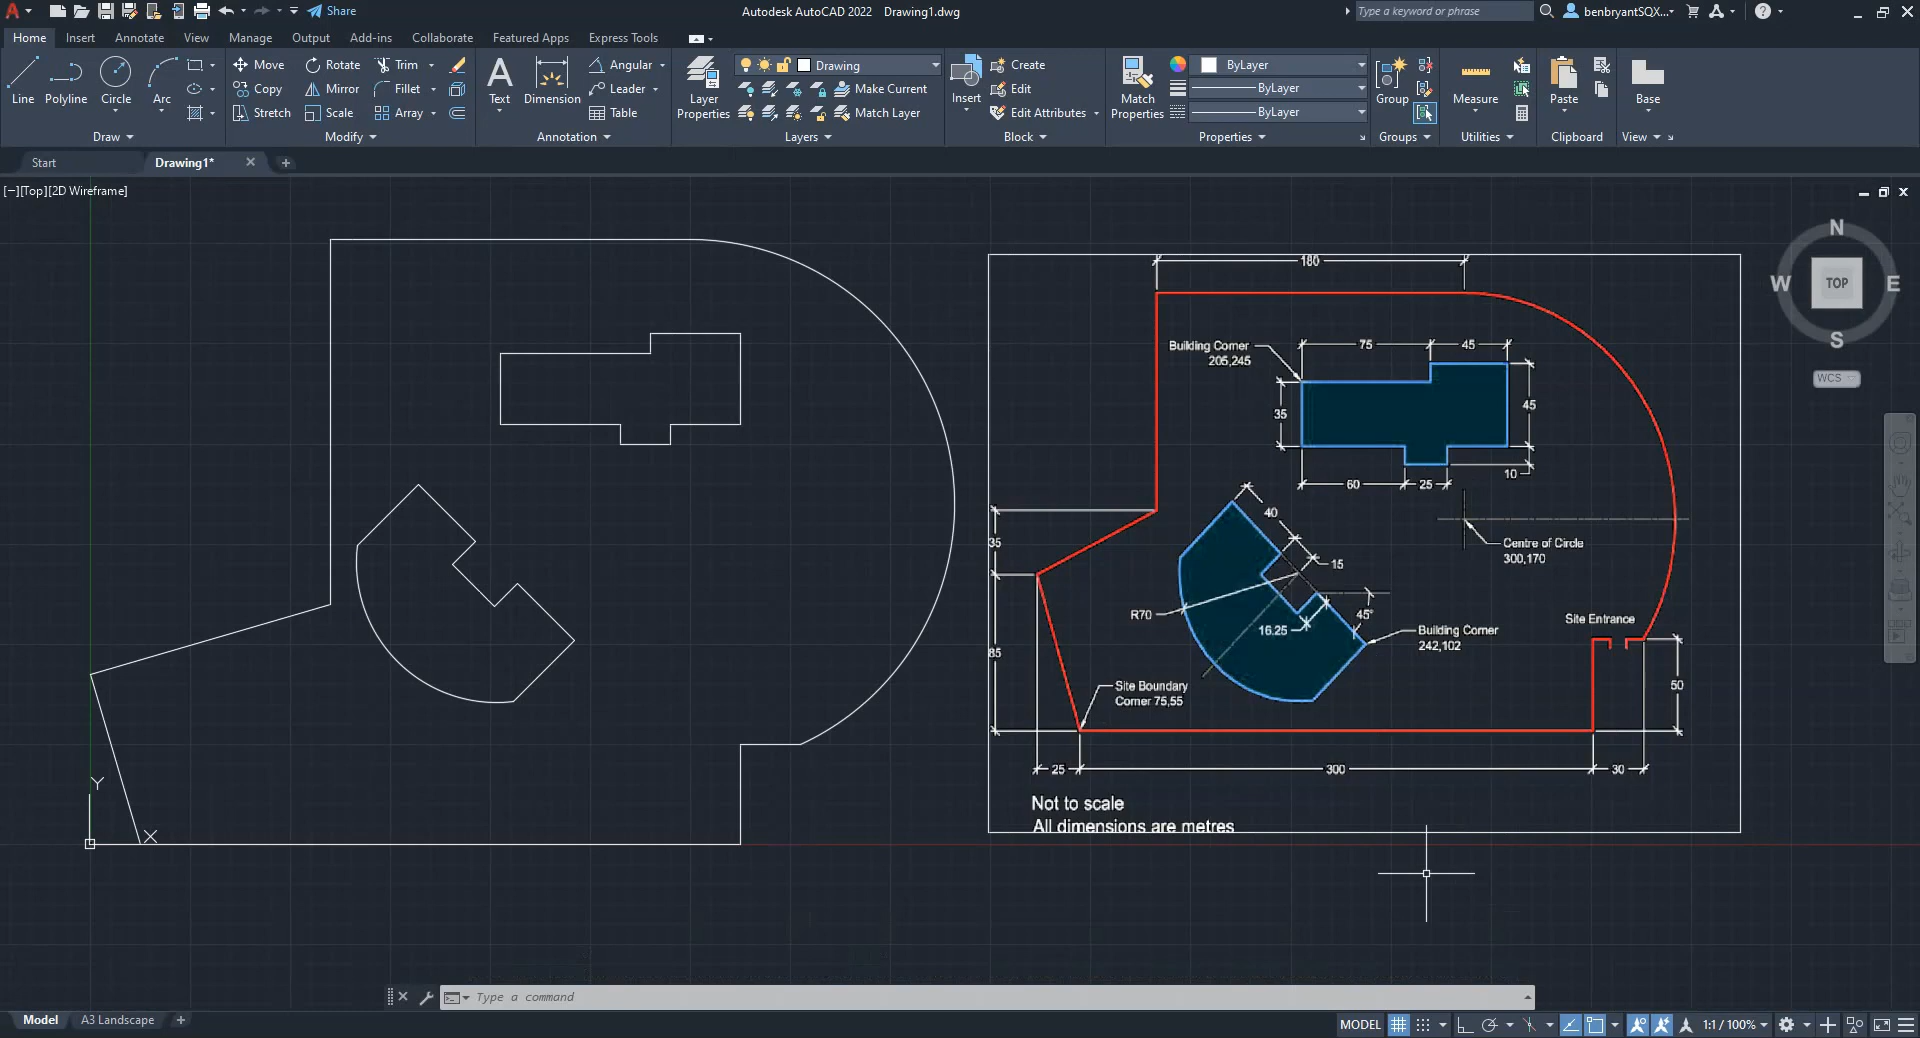 Share
Autodesk AutoCAD 2022 Drawing1.dwg
Type a keyword or phrase
benbryantSQX...
Home Insert Annotate View Manage Output Add-ins Collaborate Featured Apps Express Tools
Line Polyline Circle Arc
Move Rotate Trim
Copy Mirror Fillet
Stretch Scale Array
Text Dimension
Angular
Leader
Table
Layer
Properties
Drawing
Make Current
Match Layer
Insert
Create
Edit
Edit Attributes
Match
Properties
ByLayer
ByLayer
ByLayer
Group
Measure
Paste
Base
Draw Modify Annotation Layers Block Properties Groups Utilities Clipboard View
Start Drawing1*
[−][Top][2D Wireframe]
N
W TOP E
S
WCS
180
Building Corner
205,245
75 45
35
45
10
60 25
40
15
Centre of Circle
300,170
35
R70
45°
16.25
Building Corner
242,102
Site Entrance
85
Site Boundary
Corner 75,55
50
25 300 30
Not to scale
All dimensions are metres
Y
X
Type a command
Model A3 Landscape
MODEL
1:1 / 100%